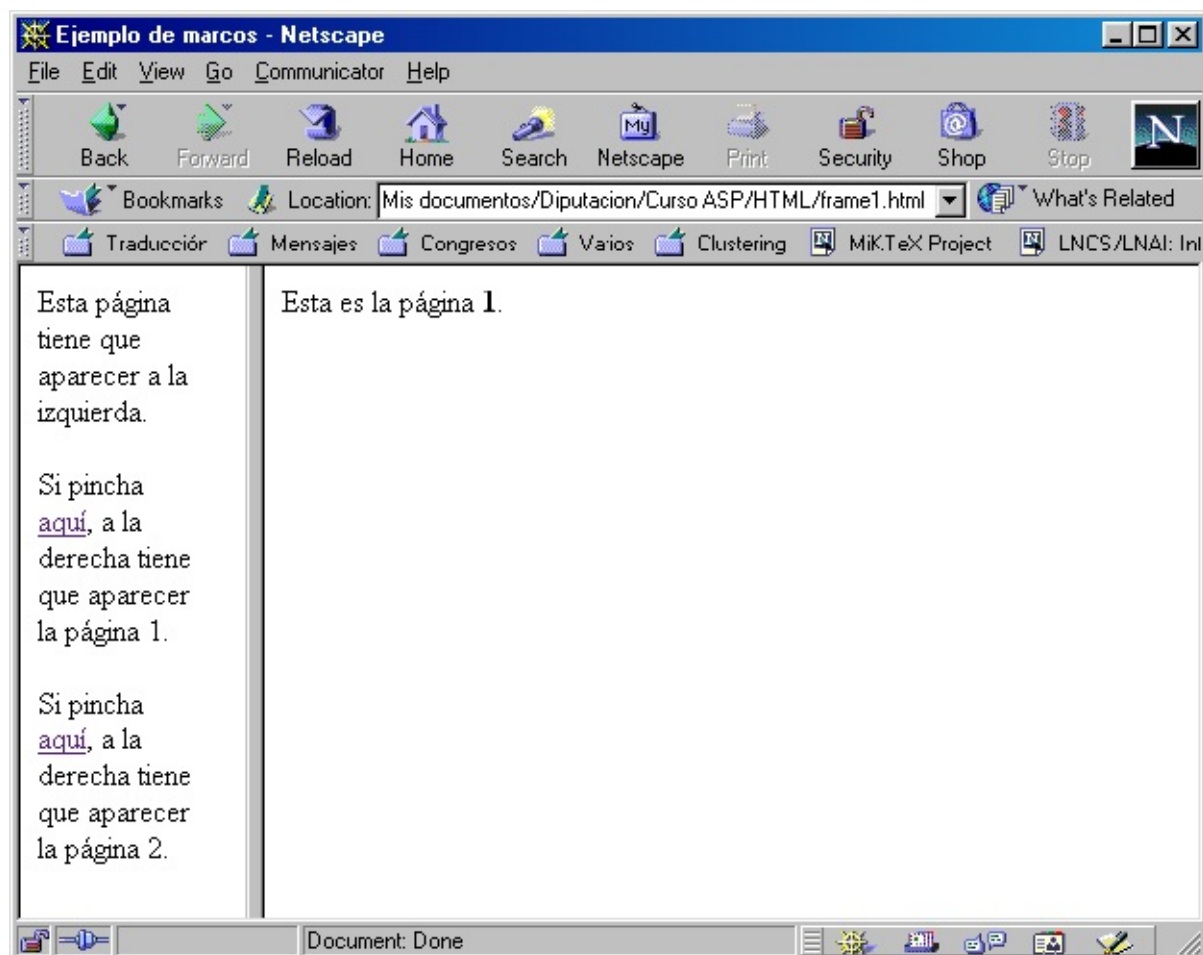 Ejemplo de marcos - Netscape
File Edit View Go Communicator Help
My N
Back Forward Reload Home Search Netscape Print Security Shop Stop
Bookmarks Location: Mis documentos/Diputacion/Curso ASP/HTML/frame1.html What's Related
Traducción Mensajes Congresos Varios Clustering MiKTeX Project LNCS/LNAI: Inl
Esta página
tiene que
aparecer a la
izquierda.
Si pincha
aquí, a la
derecha tiene
que aparecer
la página 1.
Si pincha
aquí, a la
derecha tiene
que aparecer
la página 2.
Esta es la página 1.
Document: Done